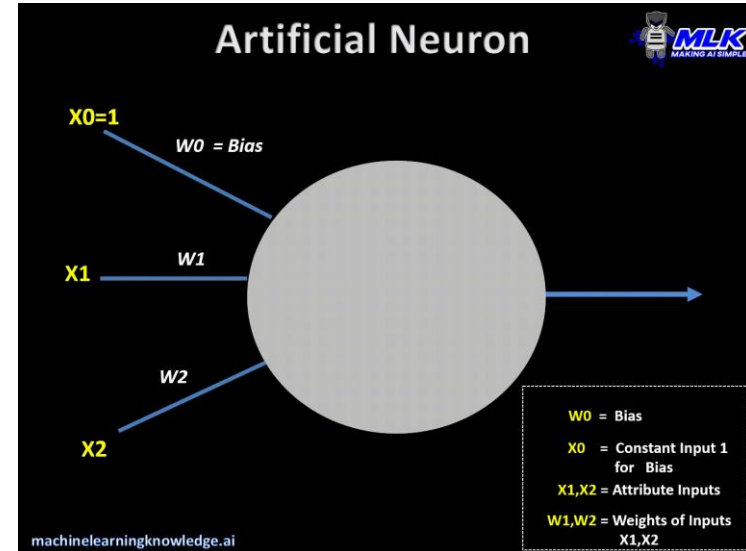 Artificial Neuron
MLK
MAKING AI SIMPLE
X0=1
W0 = Bias
W1
X1
W2
X2
W0 = Bias
X0 = Constant Input 1
for Bias
X1,X2 = Attribute Inputs
W1,W2 = Weights of Inputs
X1,X2
machinelearningknowledge.ai